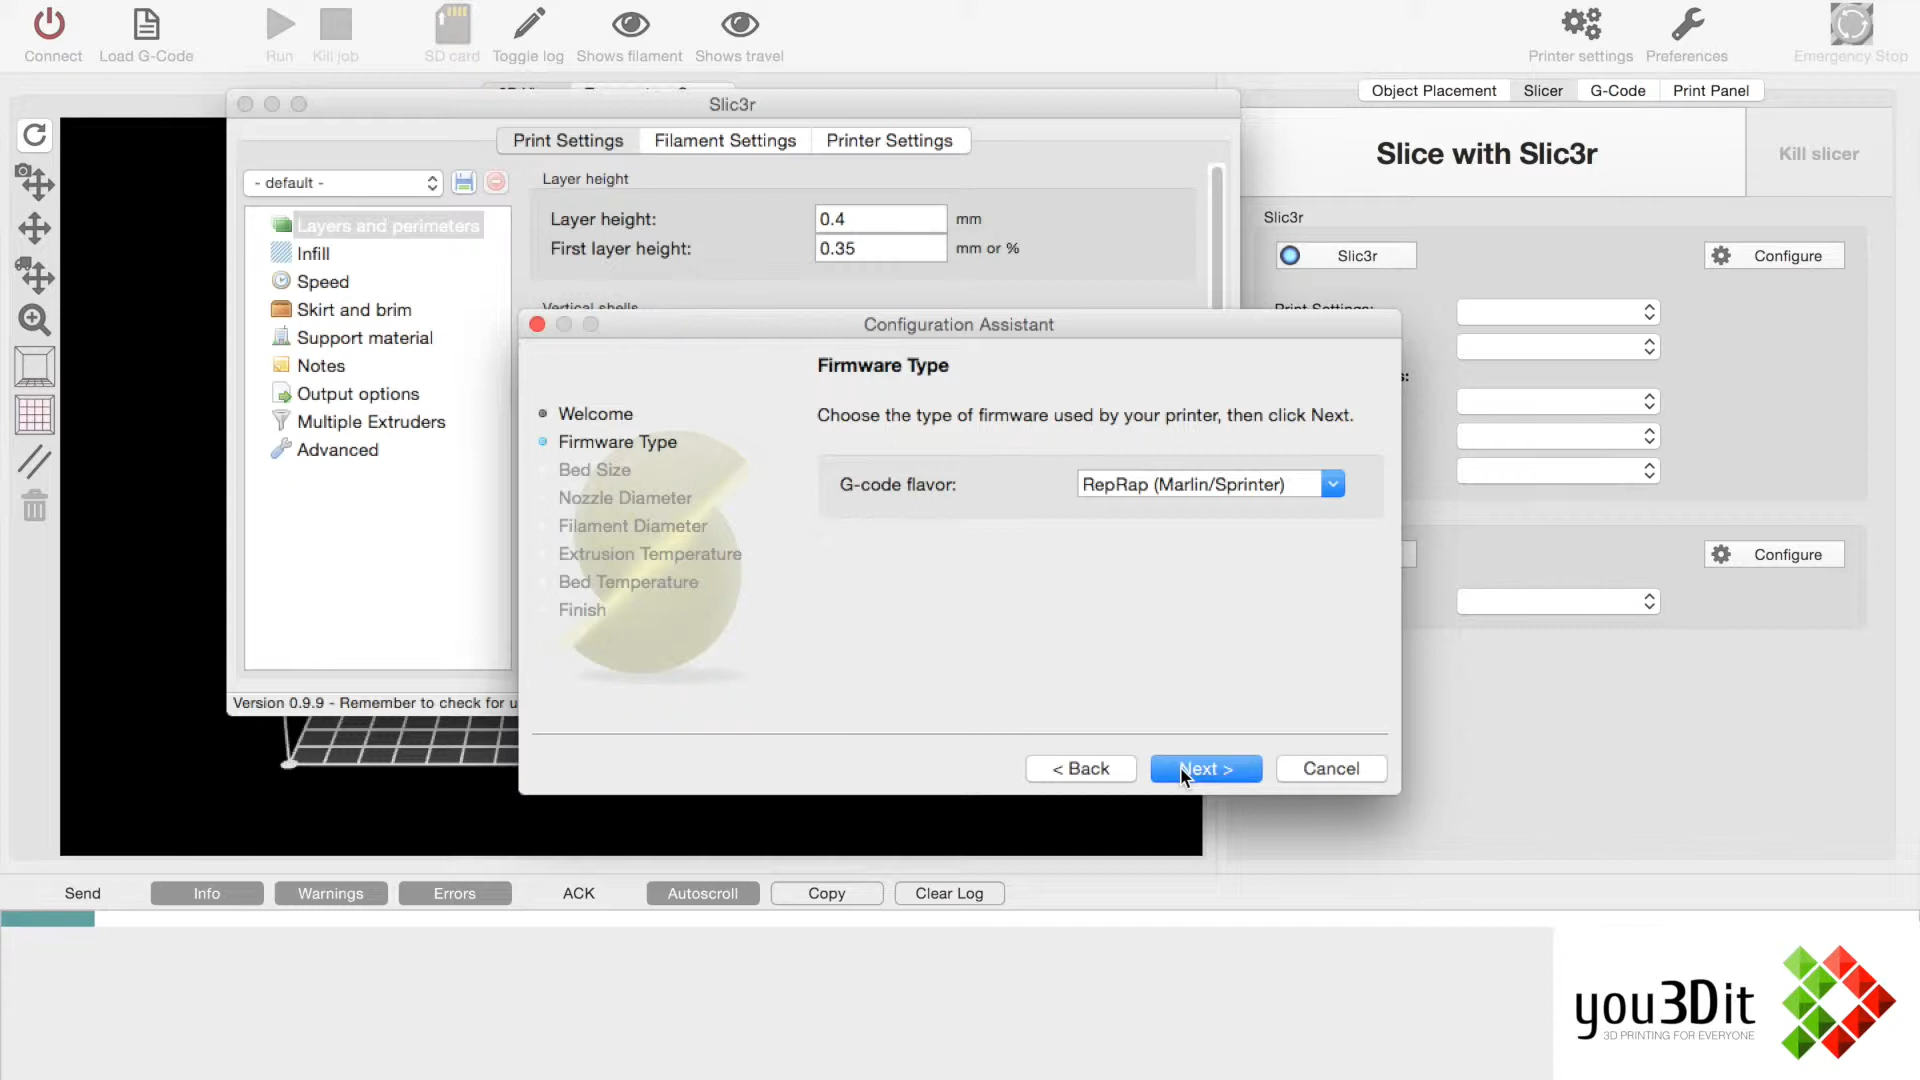 Connect
Load G-Code
Run
Kill job
SD card
Toggle log
Shows filament
Shows travel
Printer settings
Preferences
Emergency Stop
Object Placement
Slicer
G-Code
Print Panel
Slic3r
Print Settings
Filament Settings
Printer Settings
- default -
Layers and perimeters
Infill
Speed
Skirt and brim
Support material
Notes
Output options
Multiple Extruders
Advanced
Layer height
Layer height:
0.4
mm
First layer height:
0.35
mm or %
Vertical shells
Version 0.9.9 - Remember to check for u
Slice with Slic3r
Kill slicer
Slic3r
Slic3r
Configure
Print Settings:
s:
Configure
Configuration Assistant
Welcome
Firmware Type
Bed Size
Nozzle Diameter
Filament Diameter
Extrusion Temperature
Bed Temperature
Finish
Firmware Type
Choose the type of firmware used by your printer, then click Next.
G-code flavor:
RepRap (Marlin/Sprinter)
< Back
Next >
Cancel
Send
Info
Warnings
Errors
ACK
Autoscroll
Copy
Clear Log
you3Dit
3D PRINTING FOR EVERYONE